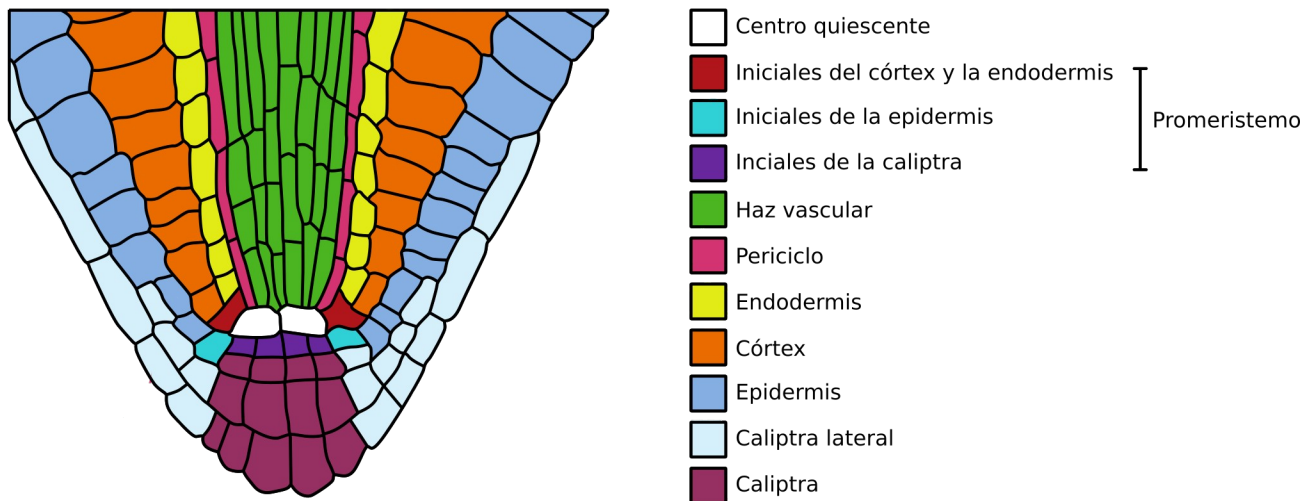 Centro quiescente
Iniciales del córtex y la endodermis
Iniciales de la epidermis
Promeristemo
Inciales de la caliptra
Haz vascular
Periciclo
Endodermis
Córtex
Epidermis
Caliptra lateral
Caliptra